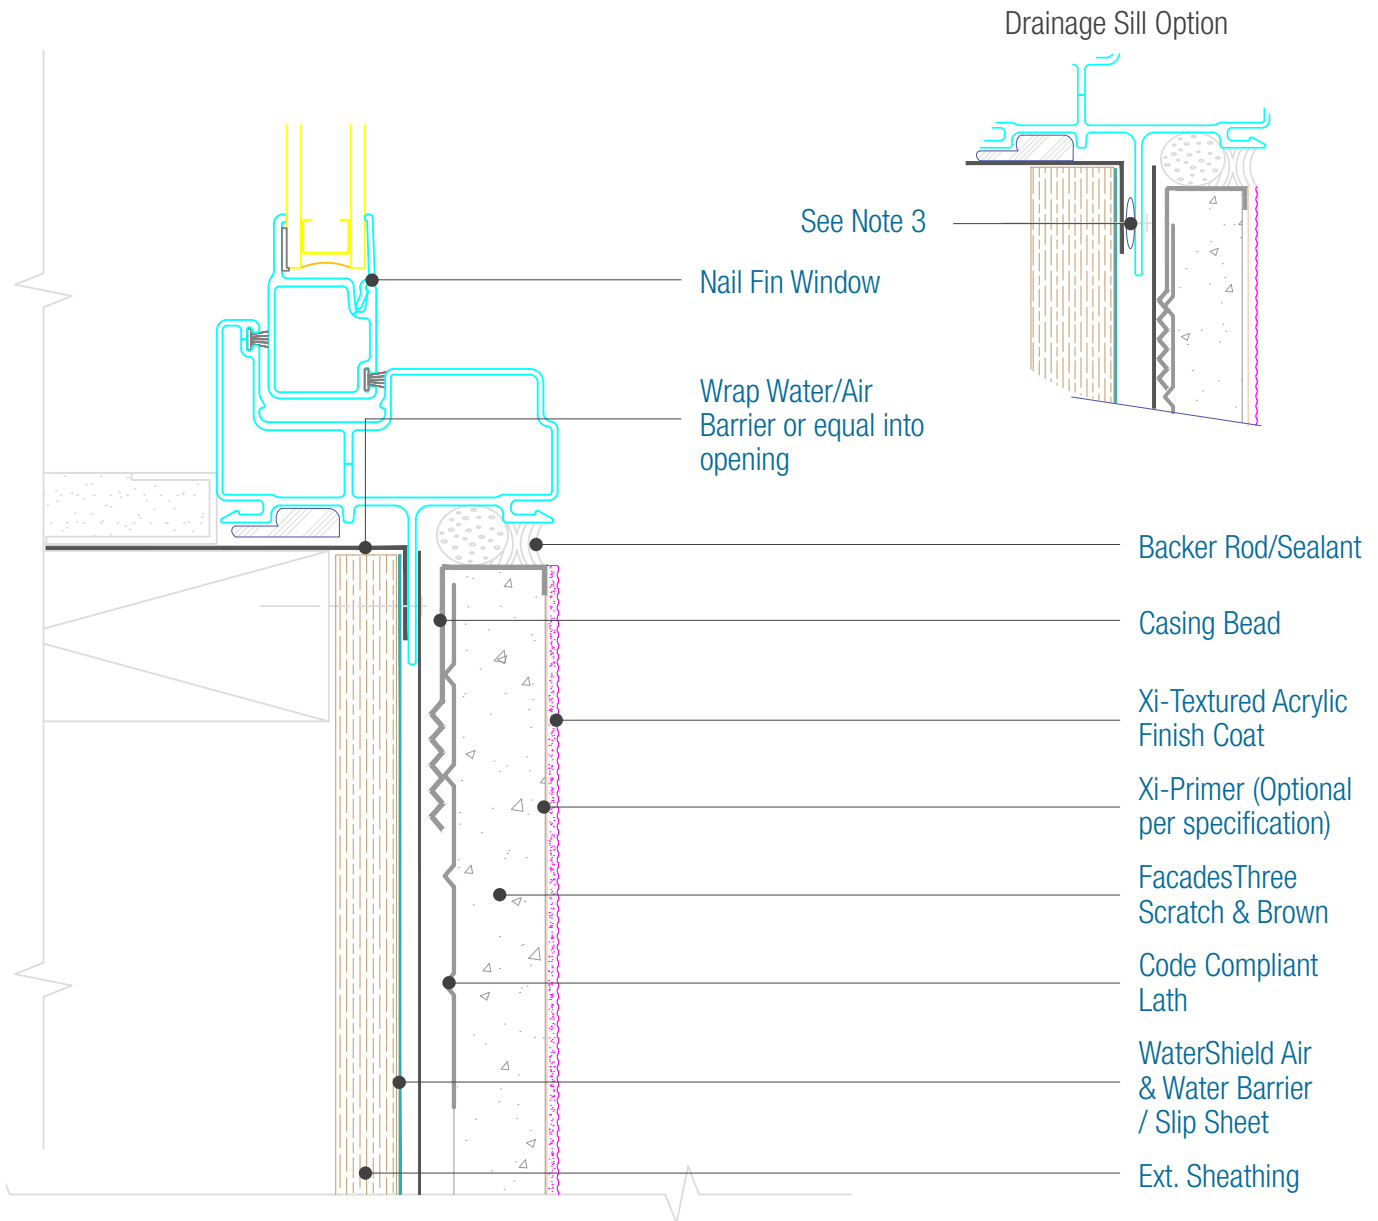 Drainage Sill Option
See Note 3
Nail Fin Window
Wrap Water/Air
Barrier or equal into
opening
Backer Rod/Sealant
Casing Bead
Xi-Textured Acrylic
Finish Coat
Xi-Primer (Optional
per specification)
FacadesThree
Scratch & Brown
Code Compliant
Lath
WaterShield Air
& Water Barrier
/ Slip Sheet
Ext. Sheathing